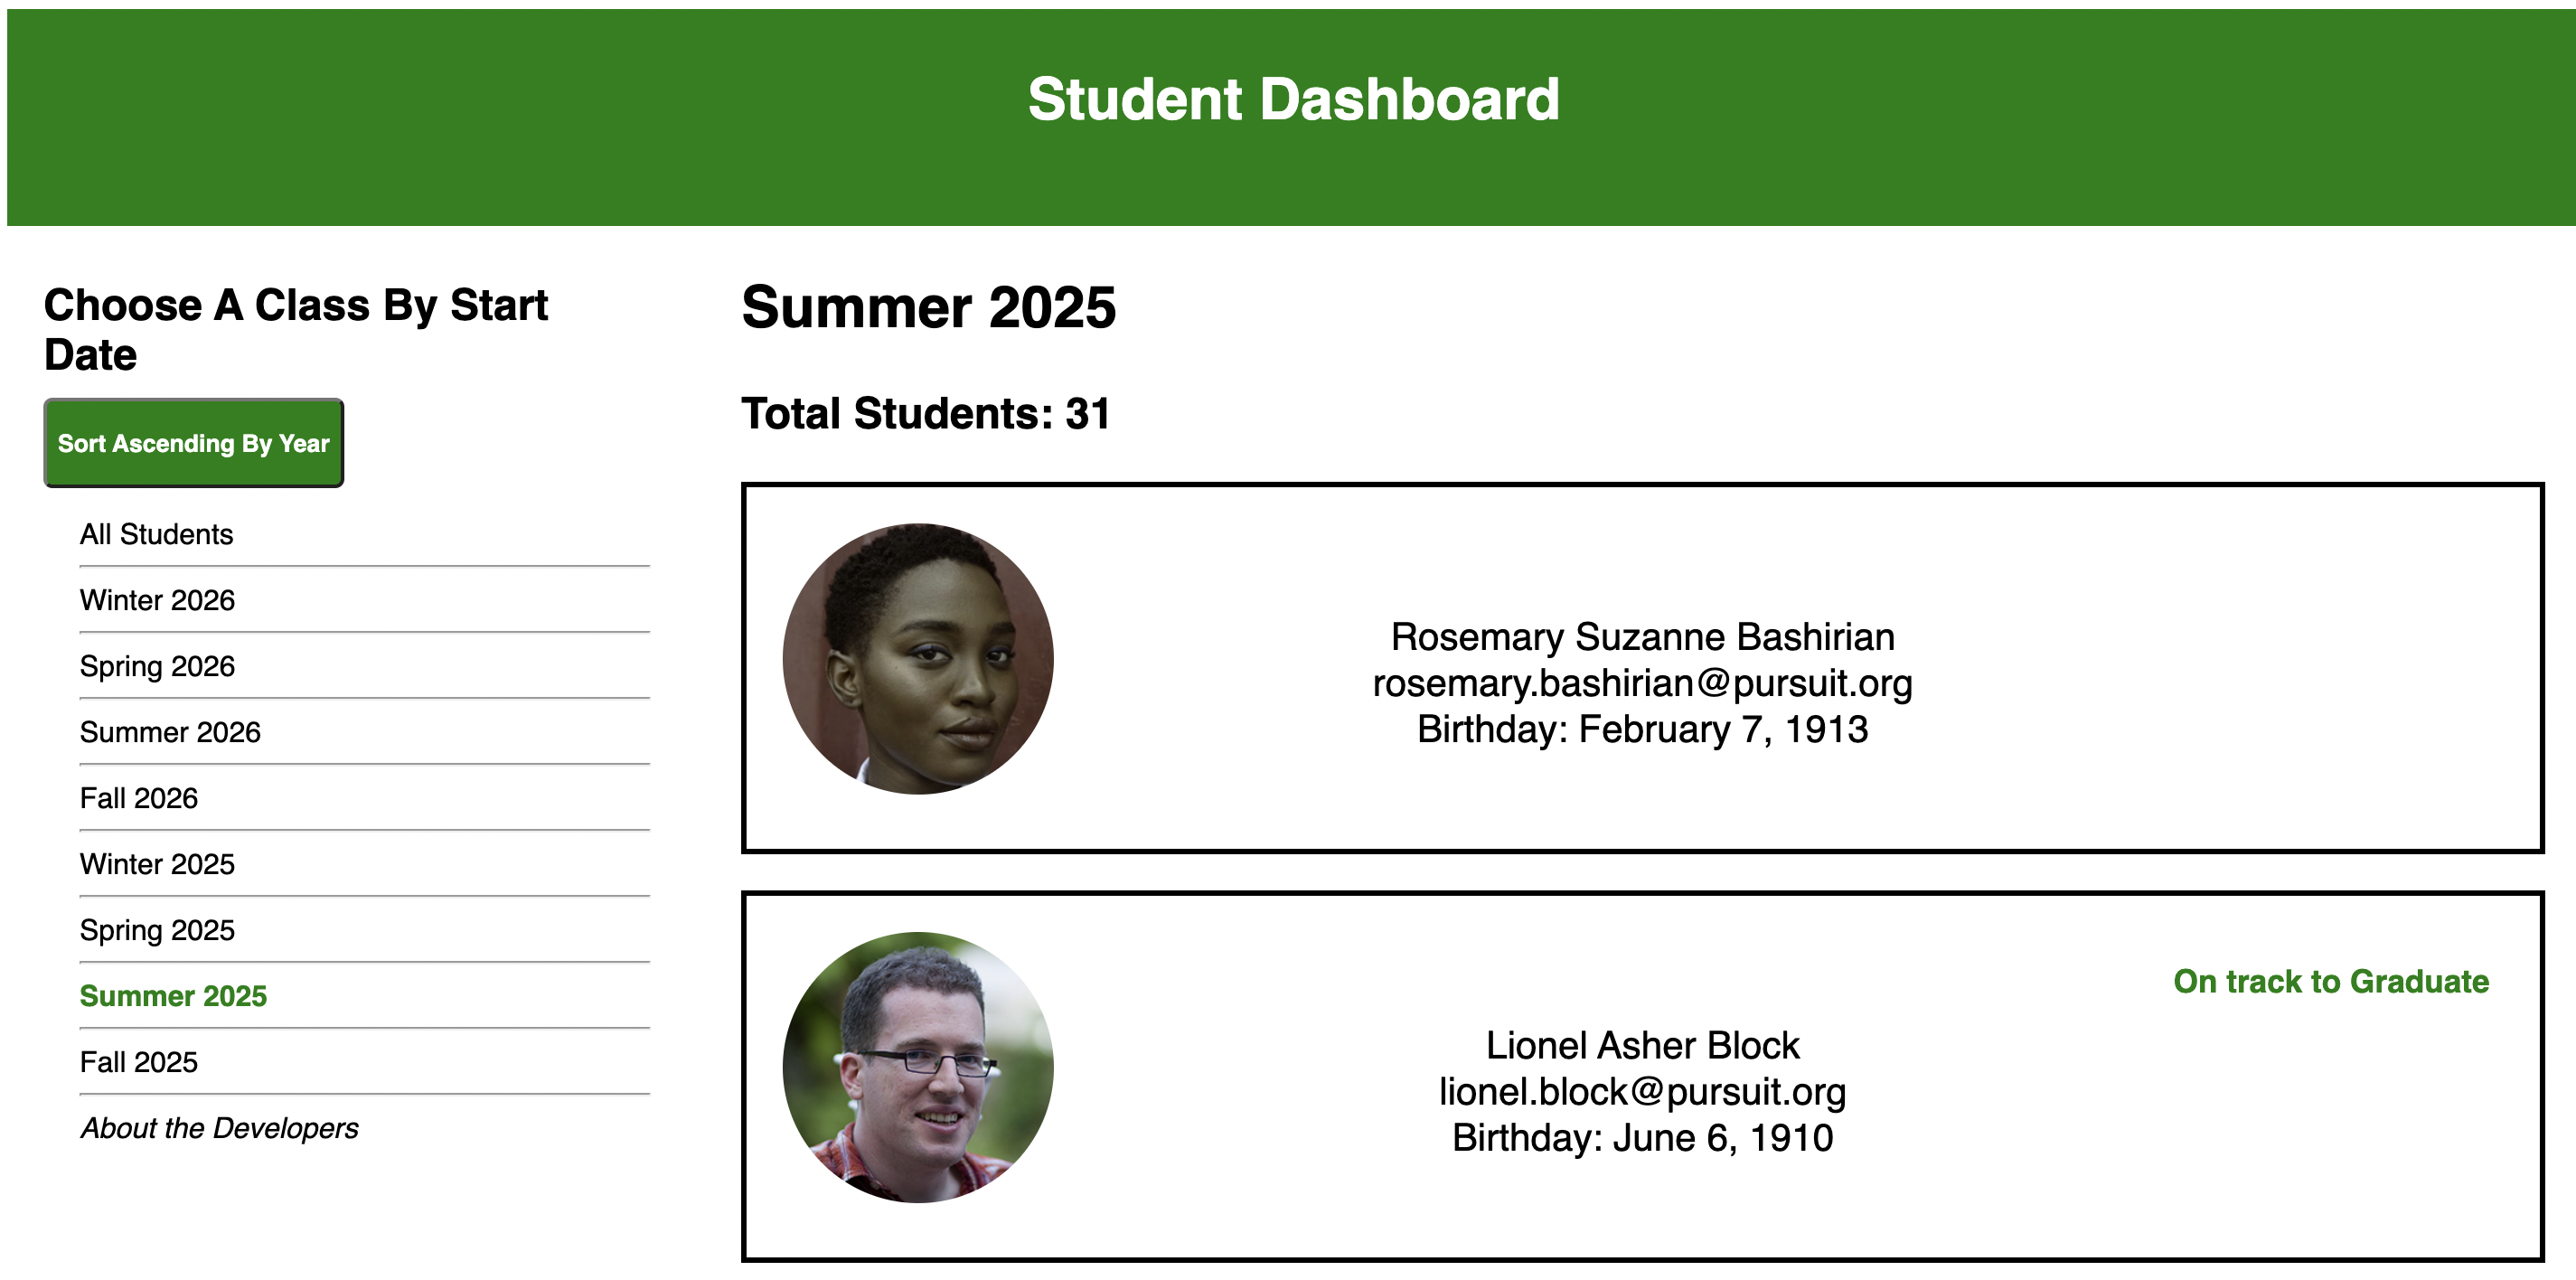 Student Dashboard
Choose A Class By Start
Date
Sort Ascending By Year
All Students
Winter 2026
Spring 2026
Summer 2026
Fall 2026
Winter 2025
Spring 2025
Summer 2025
Fall 2025
About the Developers
Summer 2025
Total Students: 31
Rosemary Suzanne Bashirian
rosemary.bashirian@pursuit.org
Birthday: February 7, 1913
On track to Graduate
Lionel Asher Block
lionel.block@pursuit.org
Birthday: June 6, 1910